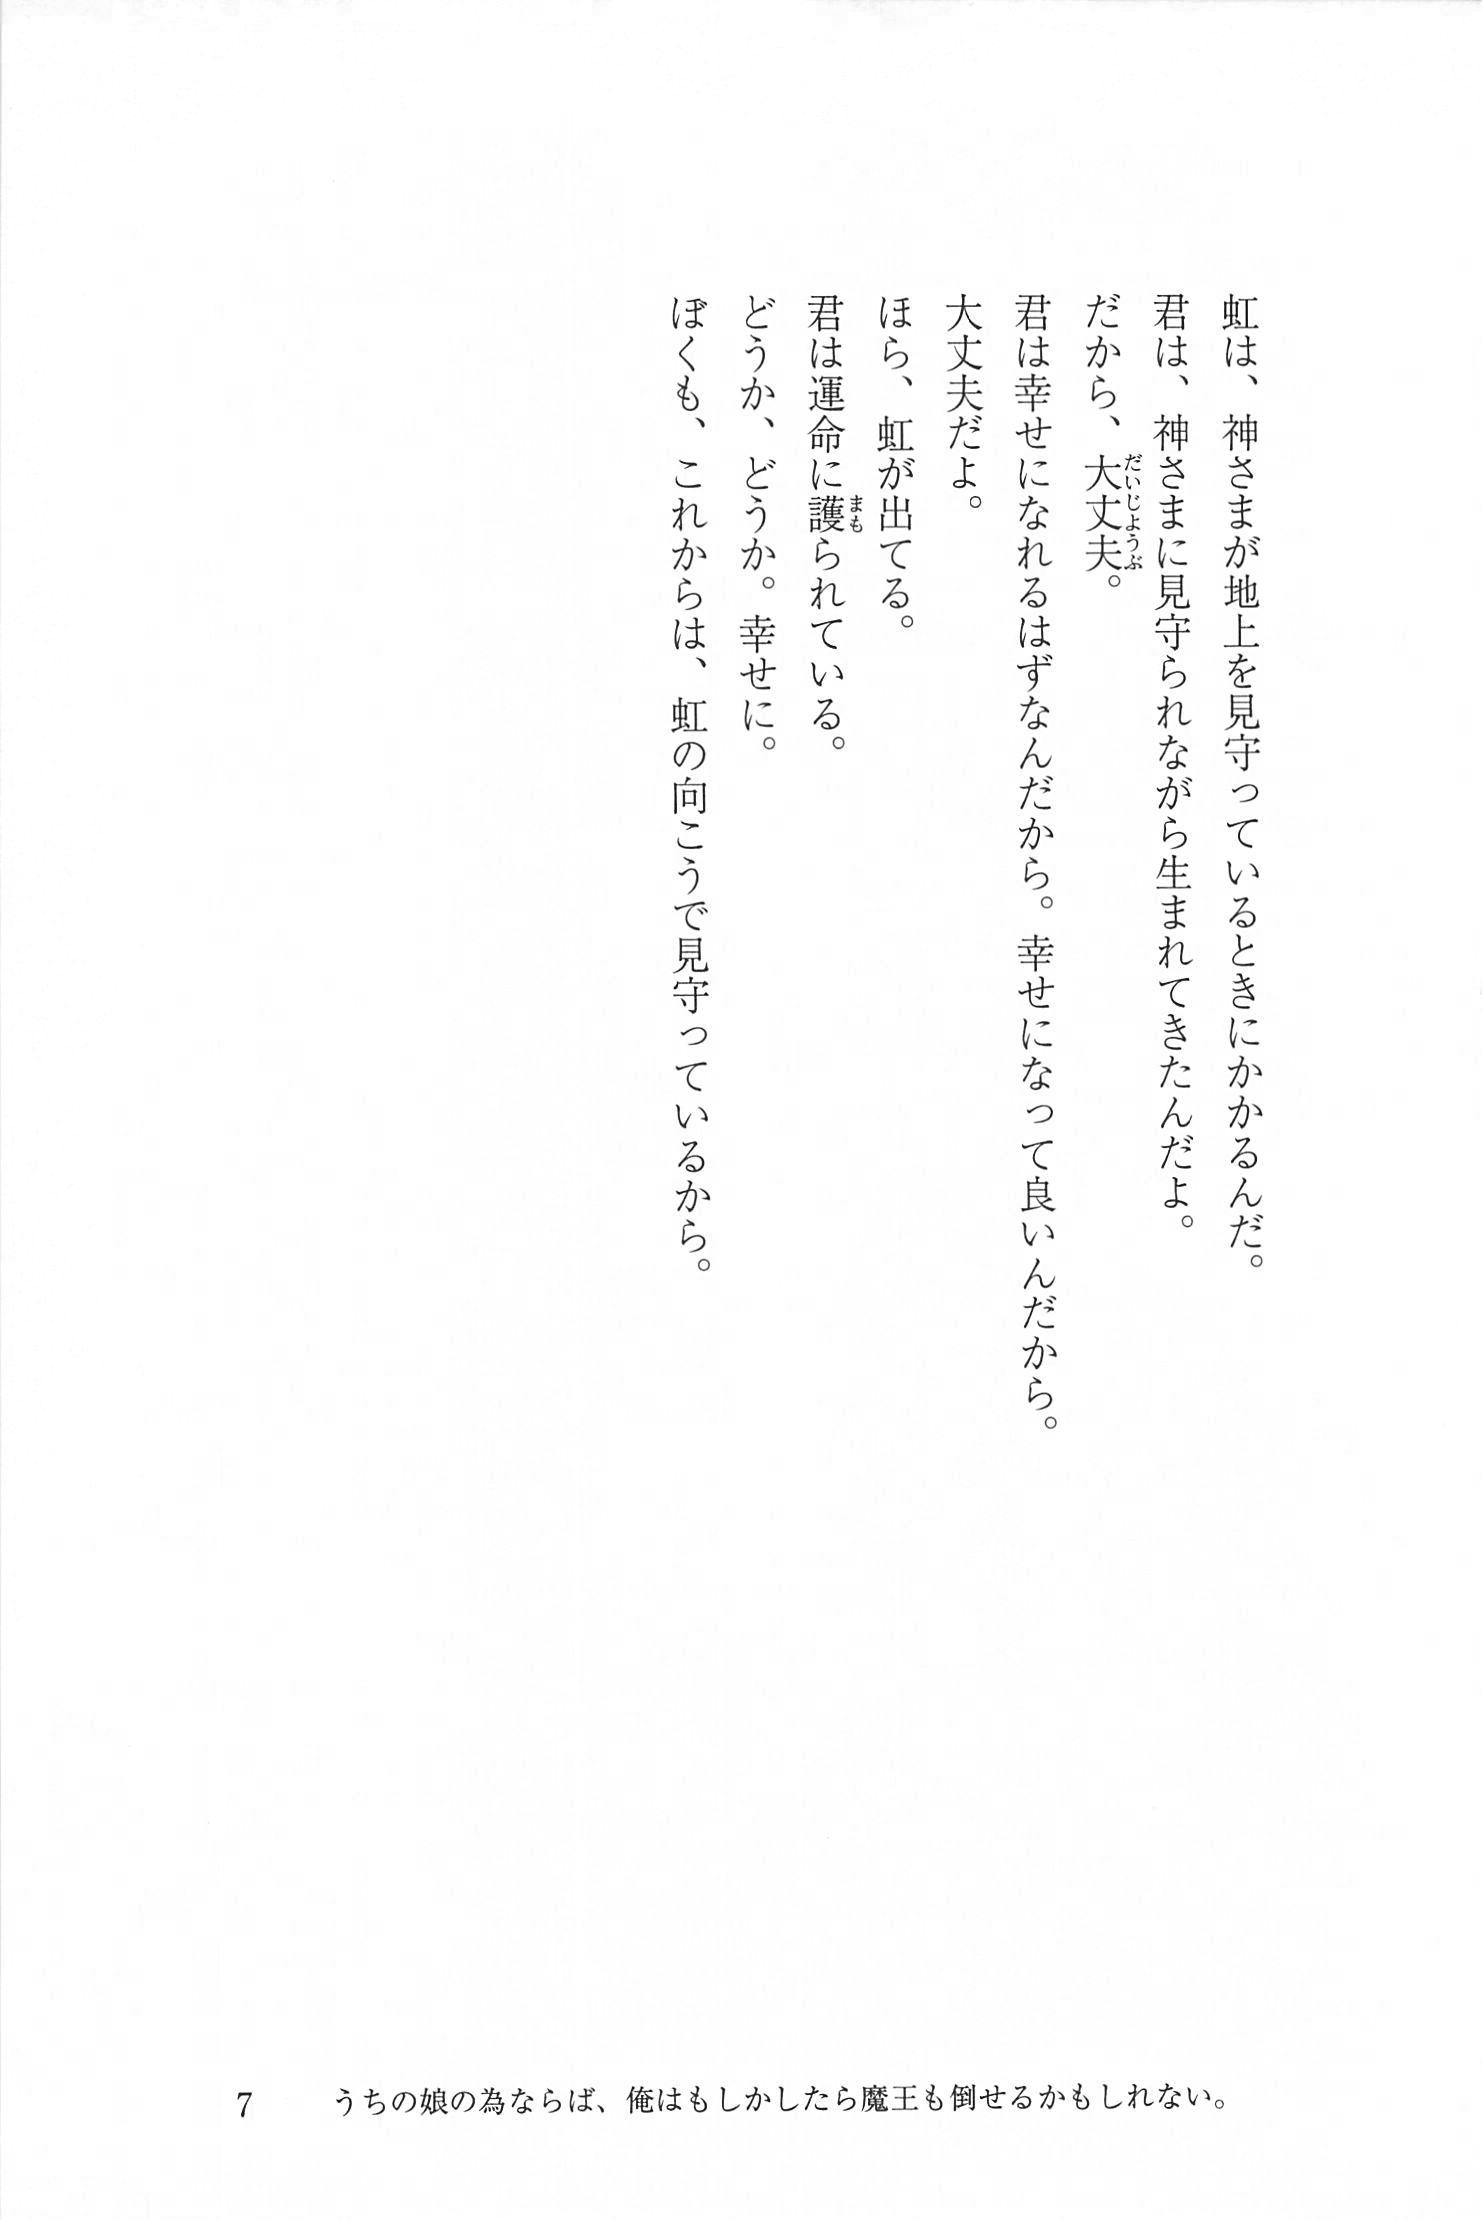 虹は、神さまが地上を見守っているときにかかるんだ。
君は、神さまに見守られながら生まれてきたんだよ。
だから、大丈夫。
だいじようぶ
君は幸せになれるはずなんだから。幸せになって良いんだから。
大丈夫だよ。
ほら、虹が出てる。
君は運命に護られている。
まも
どうか、どうか。幸せに。
ぼくも、これからは、虹の向こうで見守っているから。
7 うちの娘の為ならば、俺はもしかしたら魔王も倒せるかもしれない。